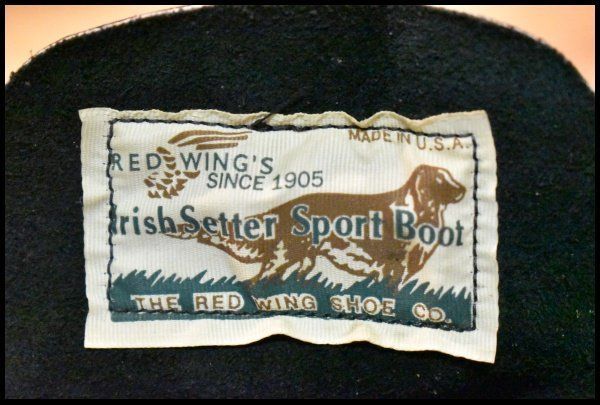 MADE IN U.S.A.
RED WING'S
SINCE 1905
Irish Setter Sport Boot
THE RED WING SHOE CO.